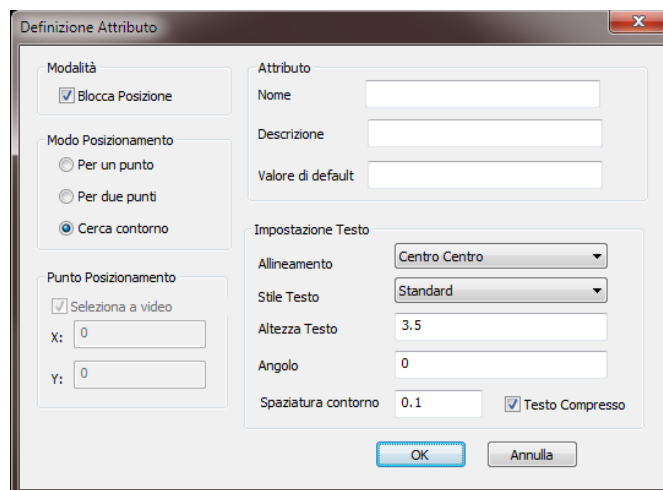 Definizione Attributo
Modalità
Blocca Posizione
Modo Posizionamento
Per un punto
Per due punti
Cerca contorno
Punto Posizionamento
Seleziona a video
X: 0
Y: 0
Attributo
Nome
Descrizione
Valore di default
Impostazione Testo
Allineamento Centro Centro
Stile Testo Standard
Altezza Testo 3.5
Angolo 0
Spaziatura contorno 0.1 Testo Compresso
OK Annulla